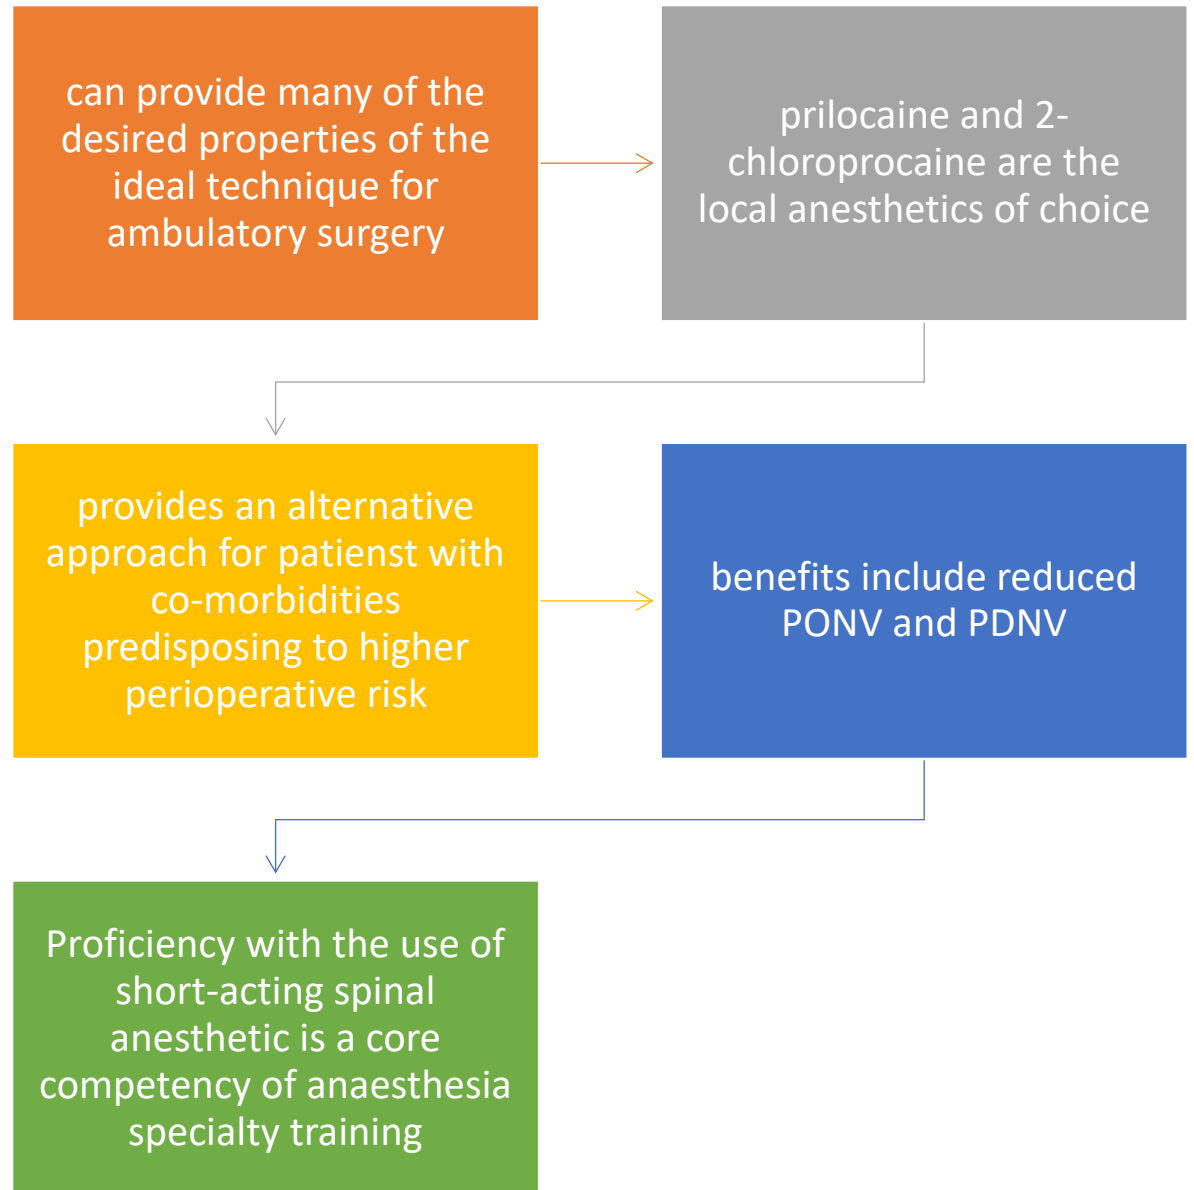 can provide many of the
desired properties of the
ideal technique for
ambulatory surgery
prilocaine and 2-
chloroprocaine are the
local anesthetics of choice
provides an alternative
approach for patienst with
co-morbidities
predisposing to higher
perioperative risk
benefits include reduced
PONV and PDNV
Proficiency with the use of
short-acting spinal
anesthetic is a core
competency of anaesthesia
specialty training